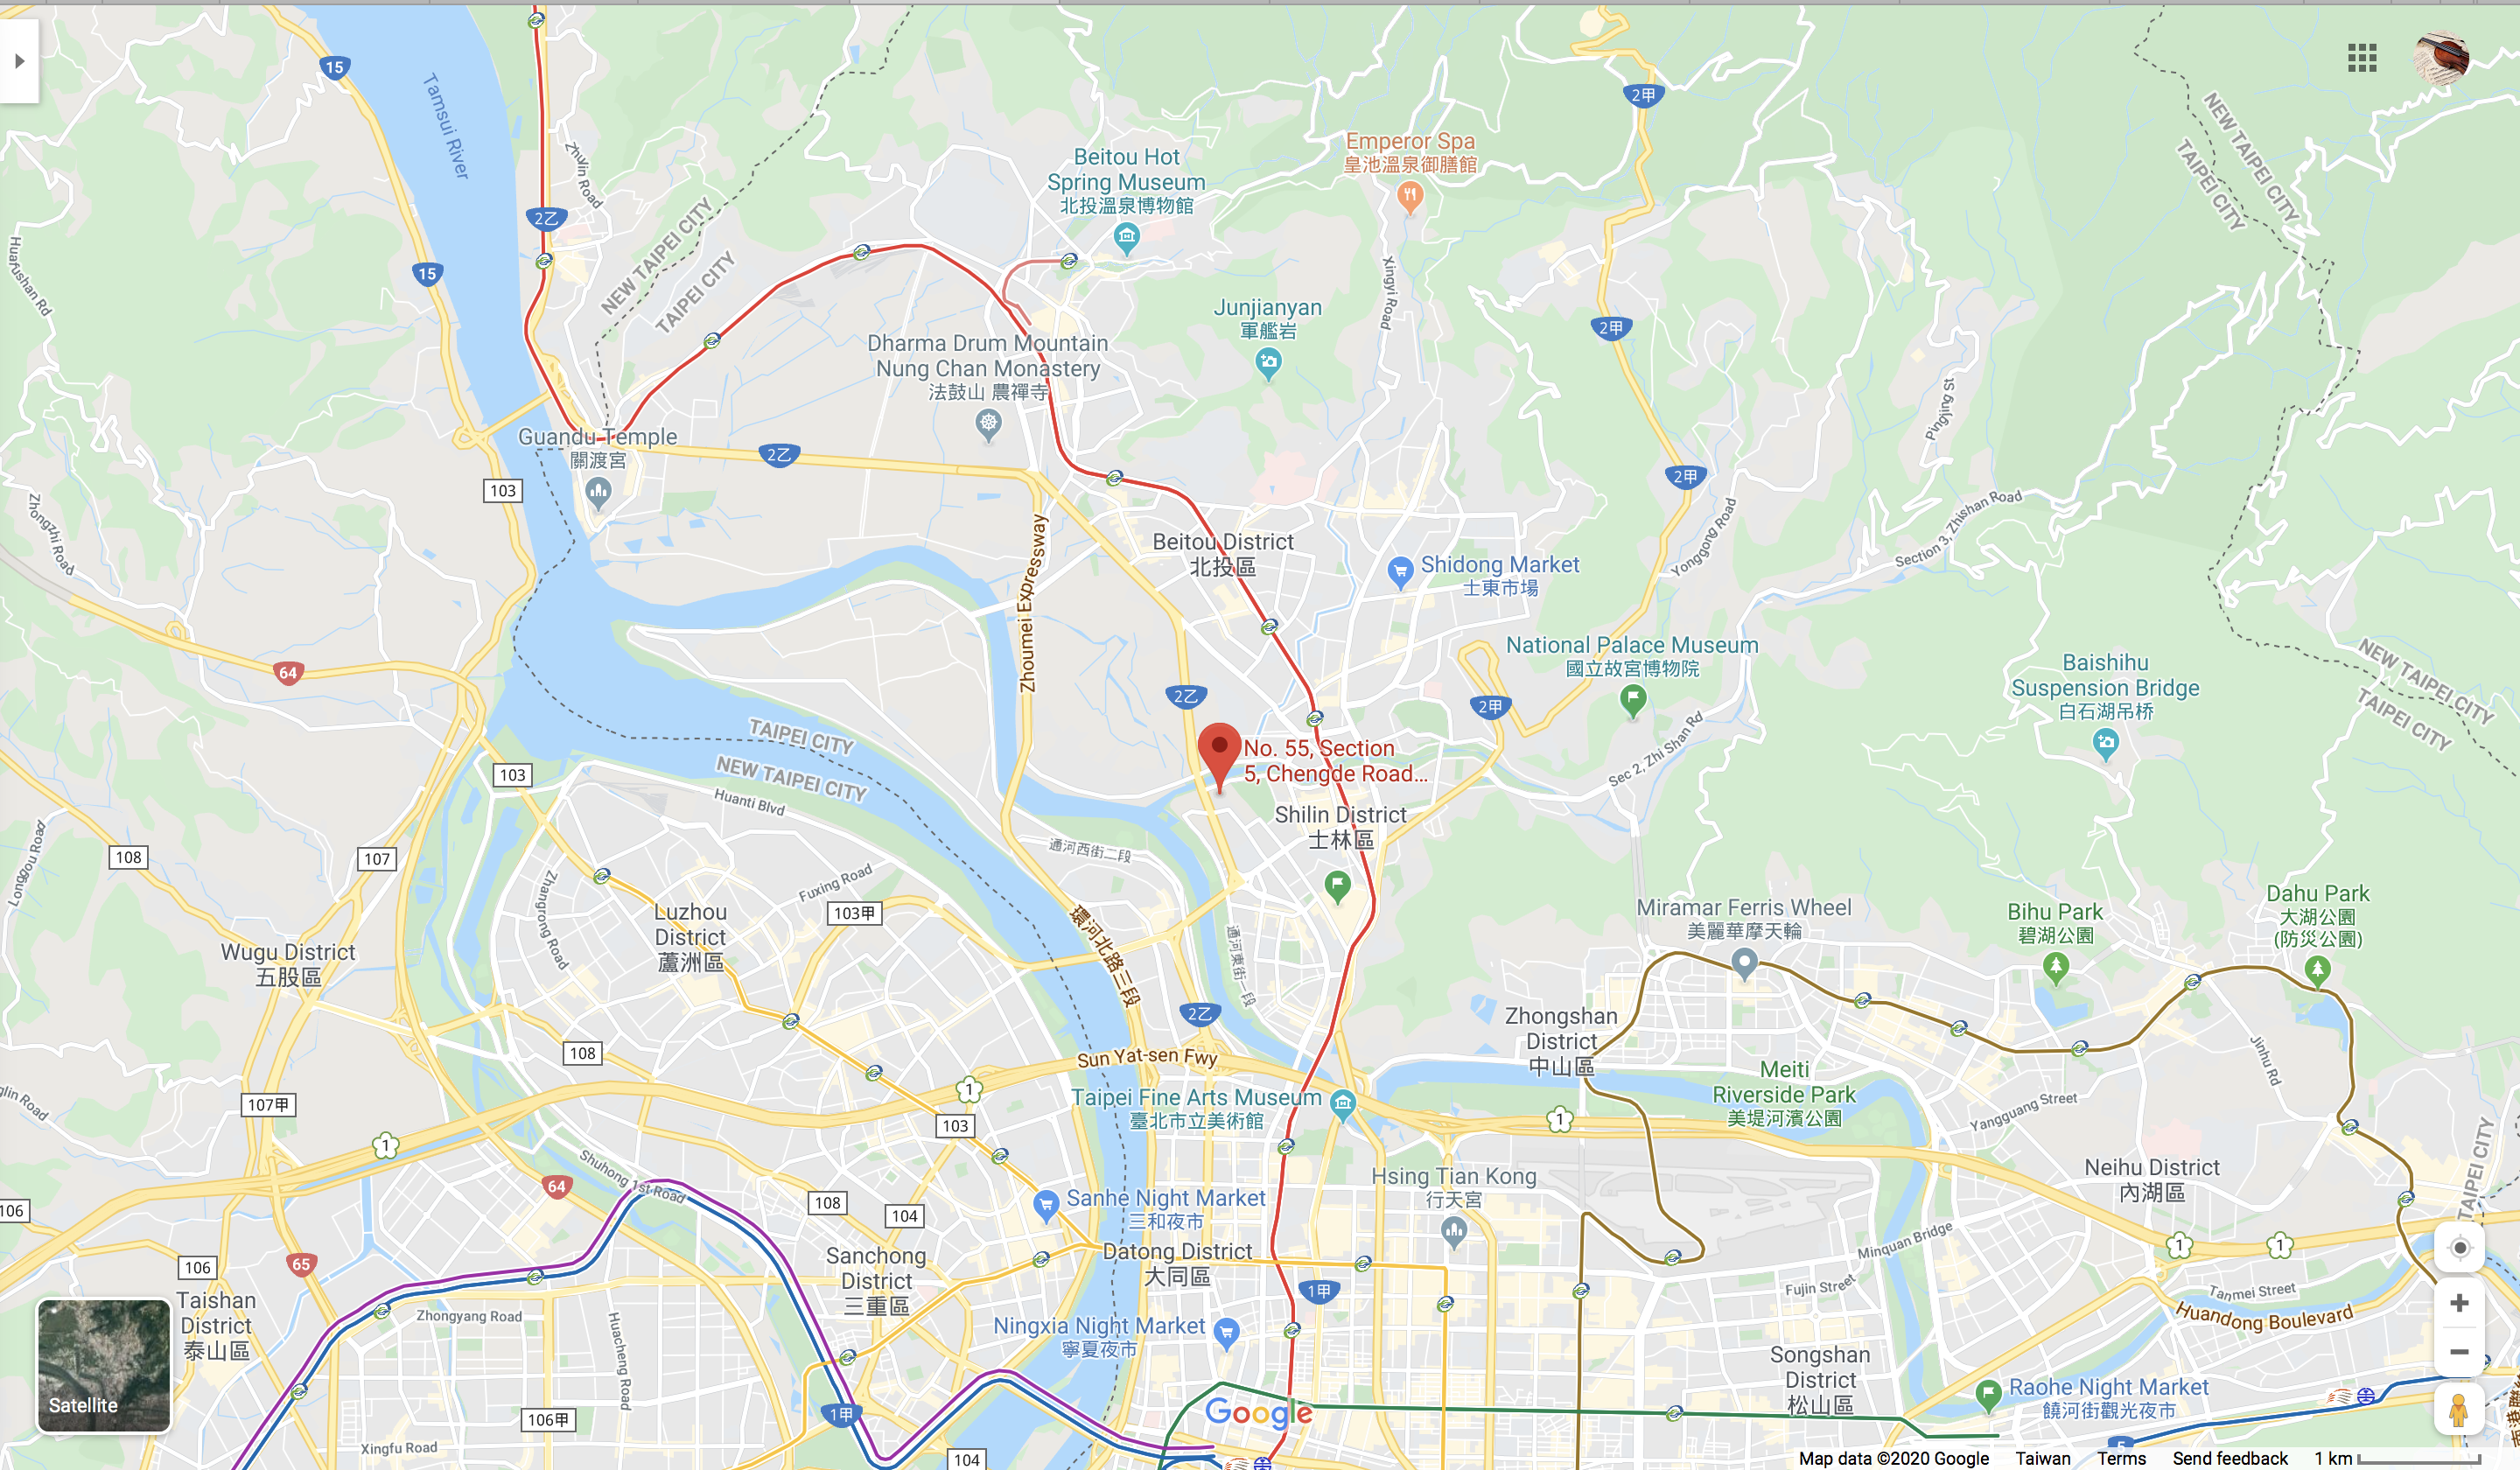 15
Tamsui River
Zhulin Road
2乙
15
Huafushan Rd
NEW TAIPEI CITY
TAIPEI CITY
Beitou Hot
Spring Museum
北投溫泉博物館
Emperor Spa
皇池溫泉御膳館
2甲
NEW TAIPEI CITY
TAIPEI CITY
Xingyi Road
Junjianyan
軍艦岩
2甲
Dharma Drum Mountain
Nung Chan Monastery
法鼓山 農禪寺
Pingjing St
Guandu Temple
關渡宮
2乙
103
2甲
Zhongzhi Road
Zhoumei Expressway
Yonggong Road
Section 3, Zhishan Road
Beitou District
北投區
Shidong Market
士東市場
64
National Palace Museum
國立故宮博物院
Baishihu
Suspension Bridge
白石湖吊桥
NEW TAIPEI CITY
TAIPEI CITY
2乙
2甲
TAIPEI CITY
NEW TAIPEI CITY
No. 55, Section
5, Chengde Road...
Sec 2, Zhi Shan Rd
103
Huanti Blvd
Shilin District
士林區
通河西街二段
108
107
Longgou Road
Zhangrong Road
Fuxing Road
Luzhou
District
蘆洲區
103甲
環河北路三段
通河東街一段
Miramar Ferris Wheel
美麗華摩天輪
Bihu Park
碧湖公園
Dahu Park
大湖公園
(防災公園)
Wugu District
五股區
2乙
Zhongshan
District
中山區
108
Sun Yat-sen Fwy
Meiti
Riverside Park
美堤河濱公園
Jinhu Rd
glin Road
107甲
1
Taipei Fine Arts Museum
臺北市立美術館
103
1
1
Yangguang Street
TAIPEI CITY
Shuhong 1st Road
64
Hsing Tian Kong
行天宮
Neihu District
內湖區
106
108
104
Sanhe Night Market
三和夜市
Minquan Bridge
1
1
65
106
Sanchong
District
三重區
Datong District
大同區
1甲
Fujin Street
Tanmei Street
Huandong Boulevard
Taishan
District
泰山區
Zhongyang Road
Huacheng Road
Ningxia Night Market
寧夏夜市
Songshan
District
松山區
Satellite
106甲
1甲
Google
Raohe Night Market
饒河街觀光夜市
Xingfu Road
104
5
Map data ©2020 Google
Taiwan
Terms
Send feedback
1 km